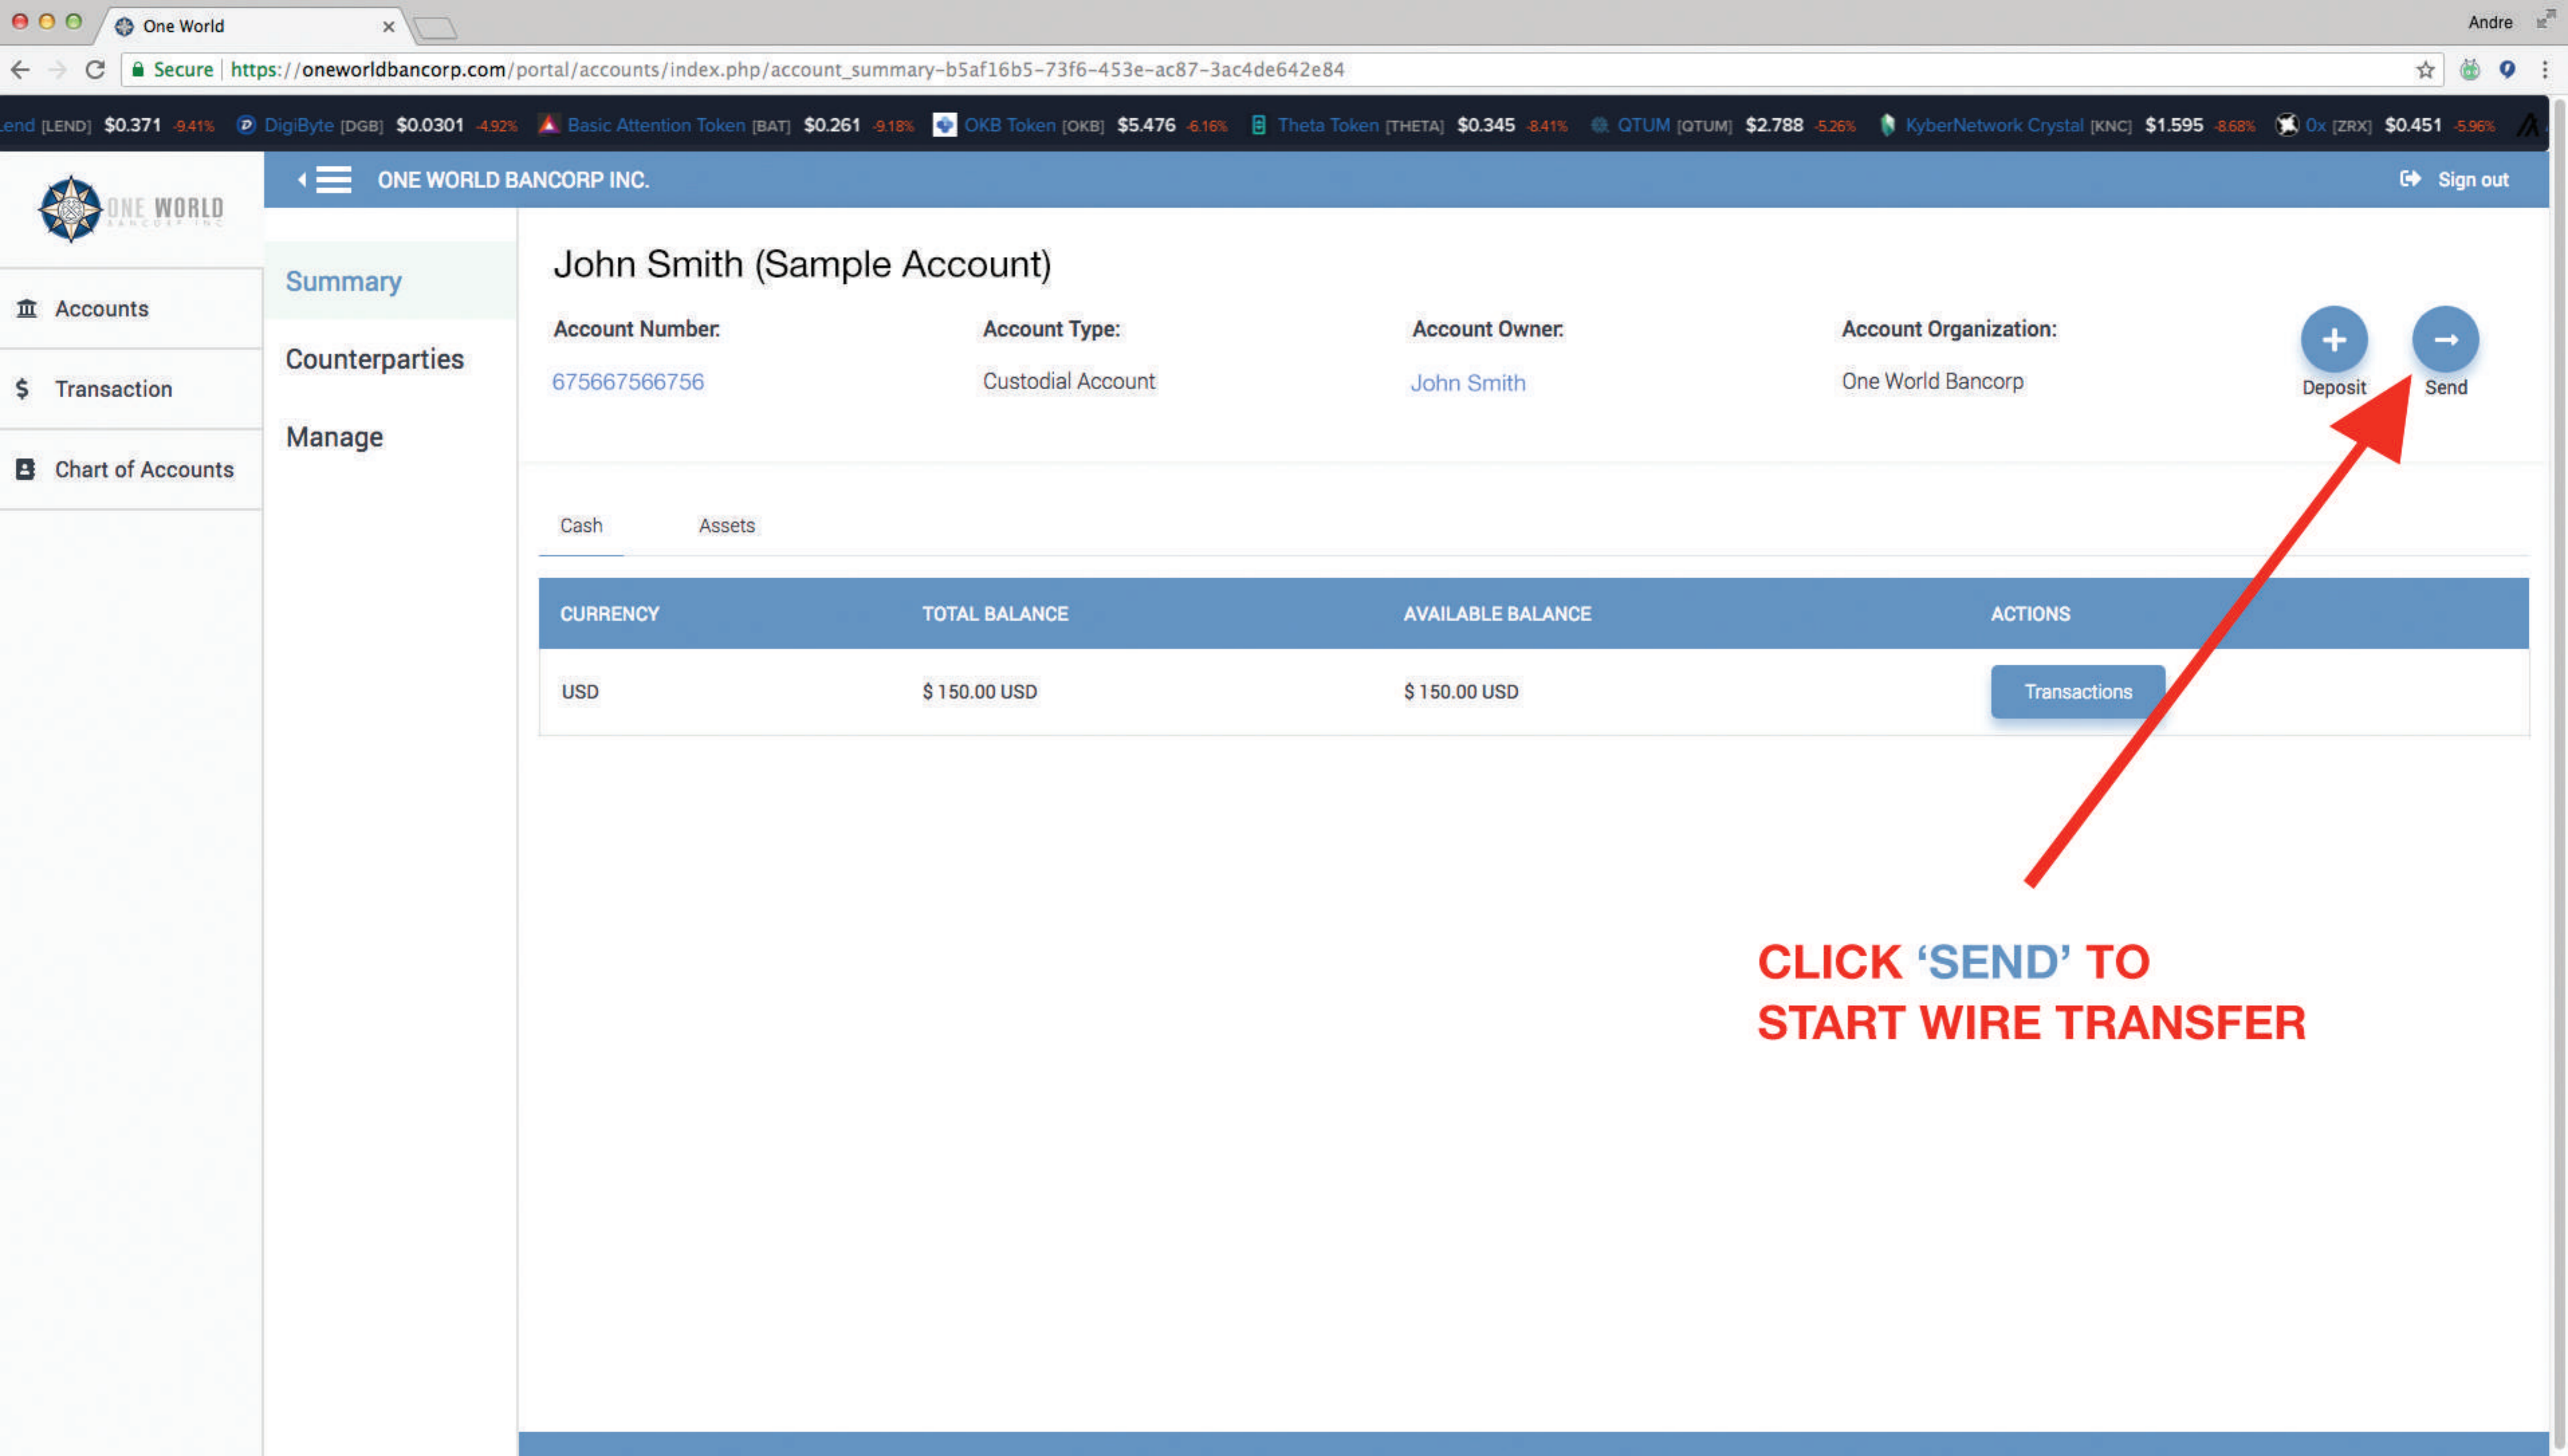 One World
Andre
Secure https://oneworldbancorp.com/portal/accounts/index.php/account_summary-b5af16b5-73f6-453e-ac87-3ac4de642e84
Lend [LEND] $0.371 -9.41% DigiByte [DGB] $0.0301 -4.92% Basic Attention Token [BAT] $0.261 -9.18% OKB Token [OKB] $5.476 -6.16% Theta Token [THETA] $0.345 -8.41% QTUM [QTUM] $2.788 -5.26% KyberNetwork Crystal [KNC] $1.595 -8.68% 0x [ZRX] $0.451 -5.96%
ONE WORLD
BANCORP INC
ONE WORLD BANCORP INC.
Sign out
Accounts
Transaction
Chart of Accounts
Summary
Counterparties
Manage
John Smith (Sample Account)
Account Number: Account Type: Account Owner: Account Organization:
675667566756 Custodial Account John Smith One World Bancorp
Deposit Send
Cash Assets
CURRENCY TOTAL BALANCE AVAILABLE BALANCE ACTIONS
USD $ 150.00 USD $ 150.00 USD Transactions
CLICK ‘SEND’ TO
START WIRE TRANSFER